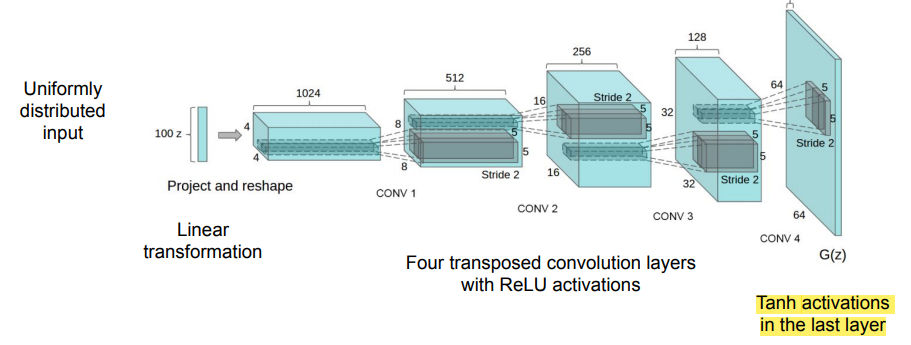 Uniformly
distributed
input
100 z
Project and reshape
Linear
transformation
1024
4
4
512
8
8
5
5
Stride 2
CONV 1
256
16
16
Stride 2
5
5
CONV 2
128
32
32
5
5
Stride 2
CONV 3
64
64
5
5
Stride 2
CONV 4
G(z)
Four transposed convolution layers
with ReLU activations
Tanh activations
in the last layer